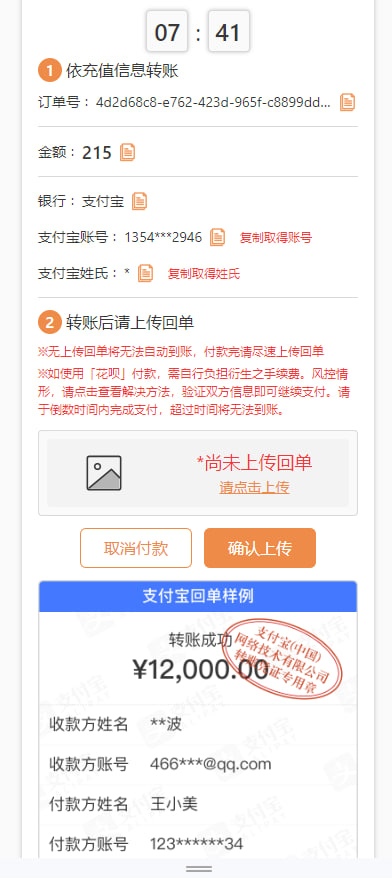 07 : 41
1 依充值信息转账
订单号： 4d2d68c8-e762-423d-965f-c8899dd...
金额： 215
银行： 支付宝
支付宝账号： 1354***2946 复制取得账号
支付宝姓氏： * 复制取得姓氏
2 转账后请上传回单
※无上传回单将无法自动到账，付款完请尽速上传回单
※如使用「花呗」付款，需自行负担衍生之手续费。风控情
形，请点击查看解决方法，验证双方信息即可继续支付。请
于倒数时间内完成支付，超过时间将无法到账。
*尚未上传回单
请点击上传
取消付款 确认上传
支付宝回单样例
转账成功
¥12,000.00
支付宝(中国)
网络技术有限公司
转账凭证专用章
收款方姓名 **波
收款方账号 466***@qq.com
付款方姓名 王小美
付款方账号 123******34